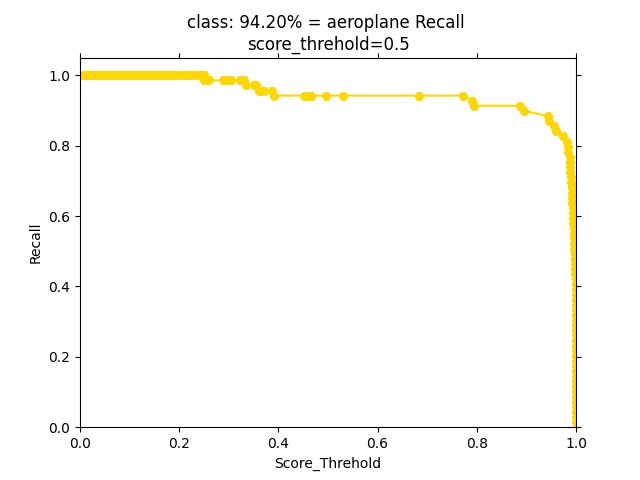 class: 94.20% = aeroplane Recall
score_threhold=0.5
1.0
0.8
0.6
0.4
0.2
0.0
Recall
0.0 0.2 0.4 0.6 0.8 1.0
Score_Threhold